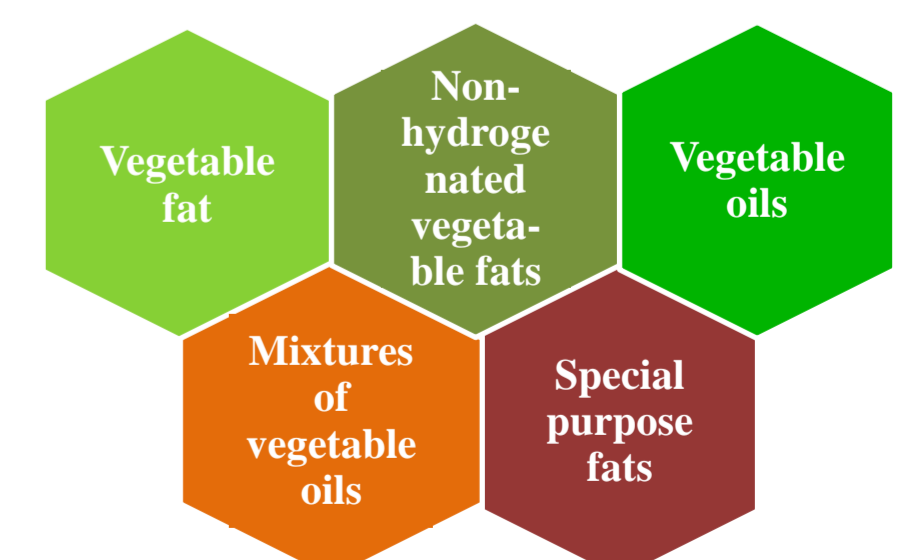 Vegetable
fat
Non-
hydroge
nated
vegeta-
ble fats
Vegetable
oils
Mixtures
of
vegetable
oils
Special
purpose
fats